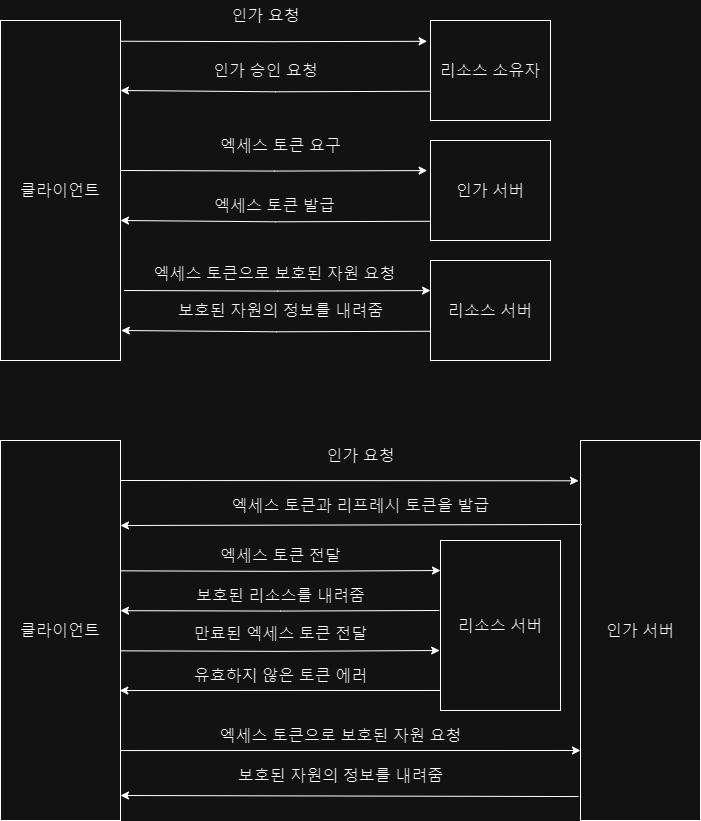 인가 요청
인가 승인 요청
리소스 소유자
엑세스 토큰 요구
클라이언트
인가 서버
엑세스 토큰 발급
엑세스 토큰으로 보호된 자원 요청
보호된 자원의 정보를 내려줌
리소스 서버
인가 요청
엑세스 토큰과 리프레시 토큰을 발급
엑세스 토큰 전달
보호된 리소스를 내려줌
리소스 서버
클라이언트
만료된 엑세스 토큰 전달
인가 서버
유효하지 않은 토큰 에러
엑세스 토큰으로 보호된 자원 요청
보호된 자원의 정보를 내려줌